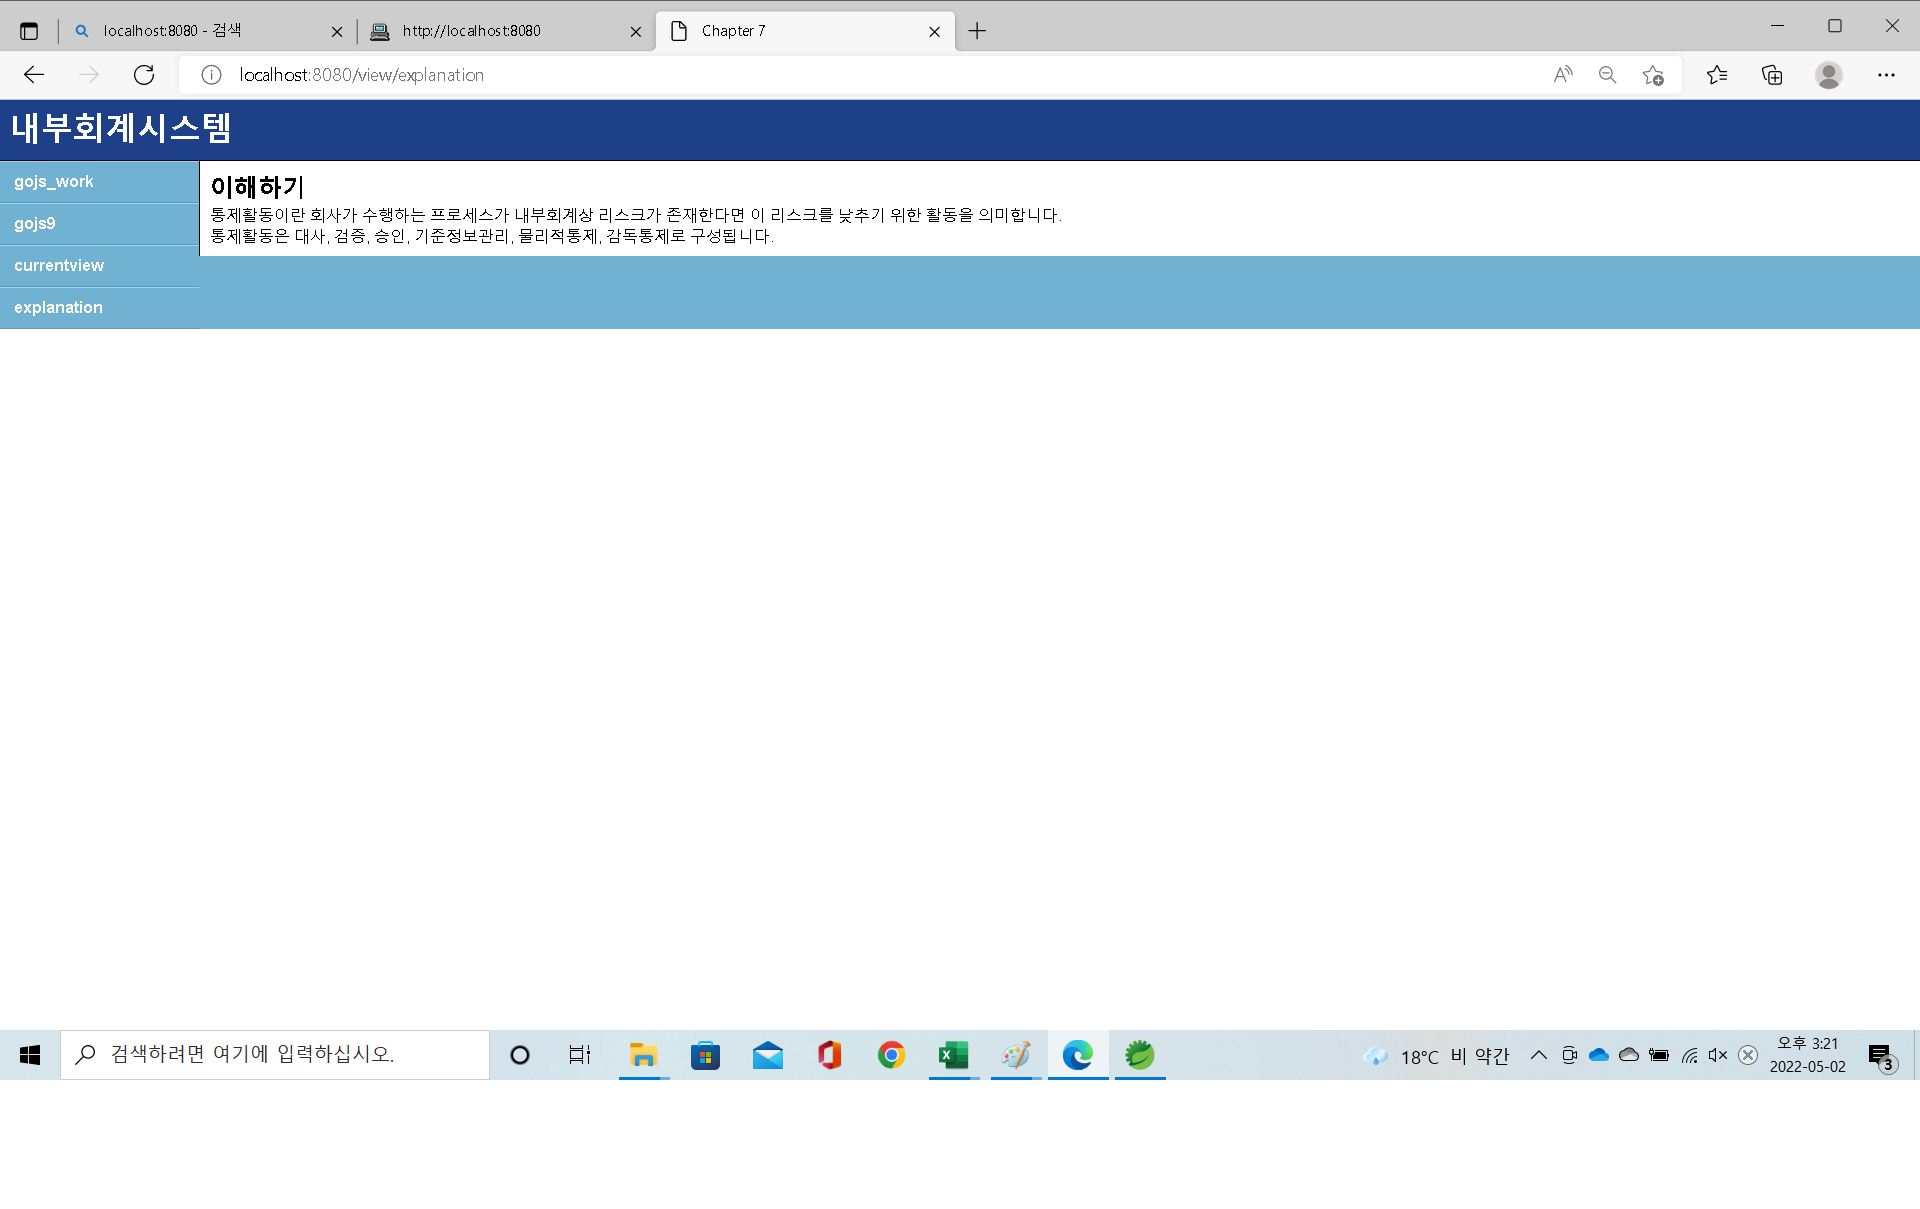 localhost:8080 - 검색
http://localhost:8080
Chapter 7
localhost:8080/view/explanation
내부회계시스템
gojs_work
gojs9
currentview
explanation
이해하기
통제활동이란 회사가 수행하는 프로세스가 내부회계상 리스크가 존재한다면 이 리스크를 낮추기 위한 활동을 의미합니다.
통제활동은 대사, 검증, 승인, 기준정보관리, 물리적통제, 감독통제로 구성됩니다.
검색하려면 여기에 입력하십시오.
18°C 비 약간
오후 3:21
2022-05-02
3